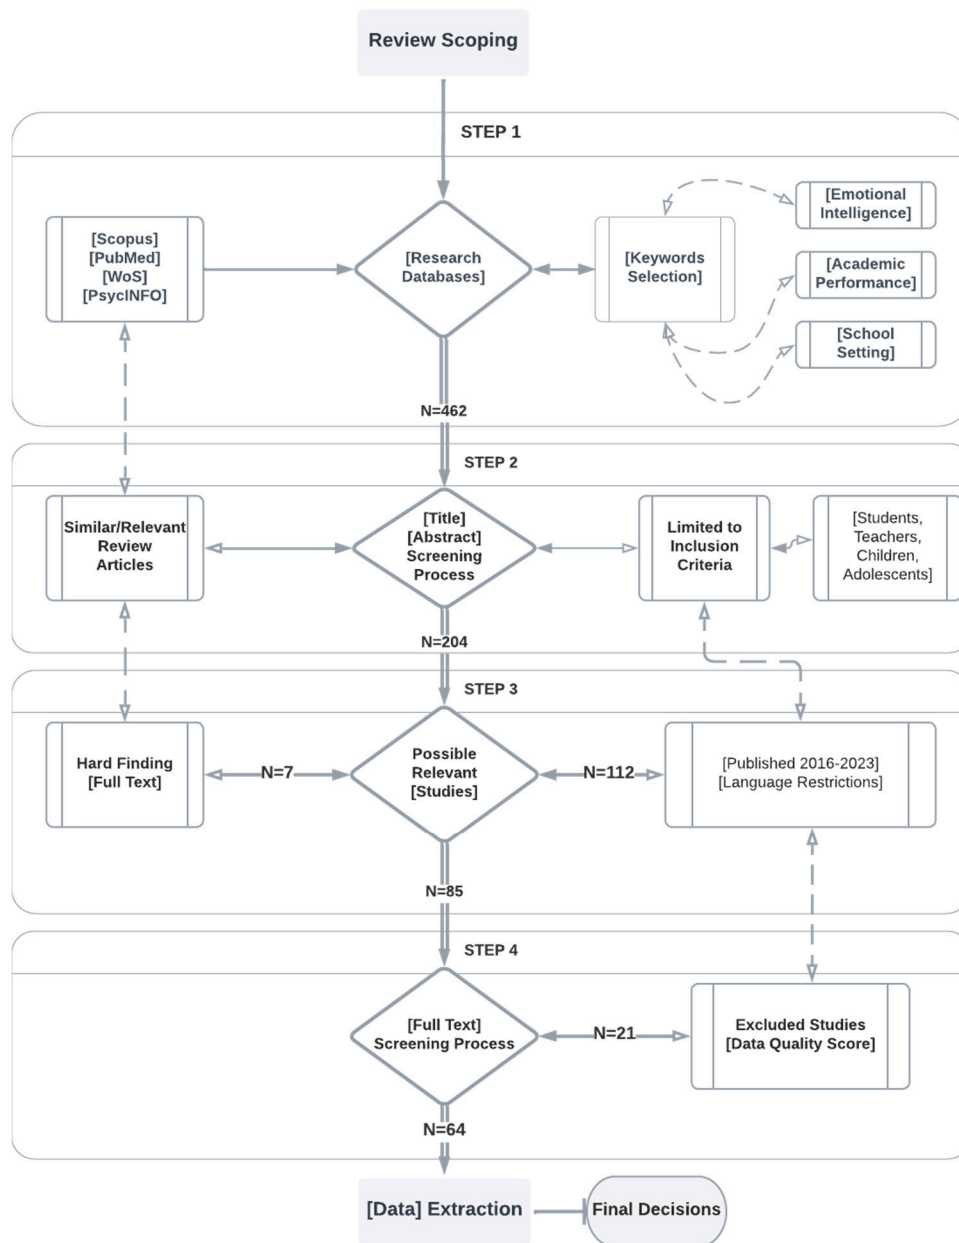 Review Scoping
STEP 1
[Scopus]
[PubMed]
[WoS]
[PsycINFO]
[Research
Databases]
[Keywords
Selection]
[Emotional
Intelligence]
[Academic
Performance]
[School
Setting]
N=462
STEP 2
Similar/Relevant
Review
Articles
[Title]
[Abstract]
Screening
Process
Limited to
Inclusion
Criteria
[Students,
Teachers,
Children,
Adolescents]
N=204
STEP 3
Hard Finding
[Full Text]
N=7
Possible
Relevant
[Studies]
N=112
[Published 2016-2023]
[Language Restrictions]
N=85
STEP 4
[Full Text]
Screening Process
N=21
Excluded Studies
[Data Quality Score]
N=64
[Data] Extraction
Final Decisions